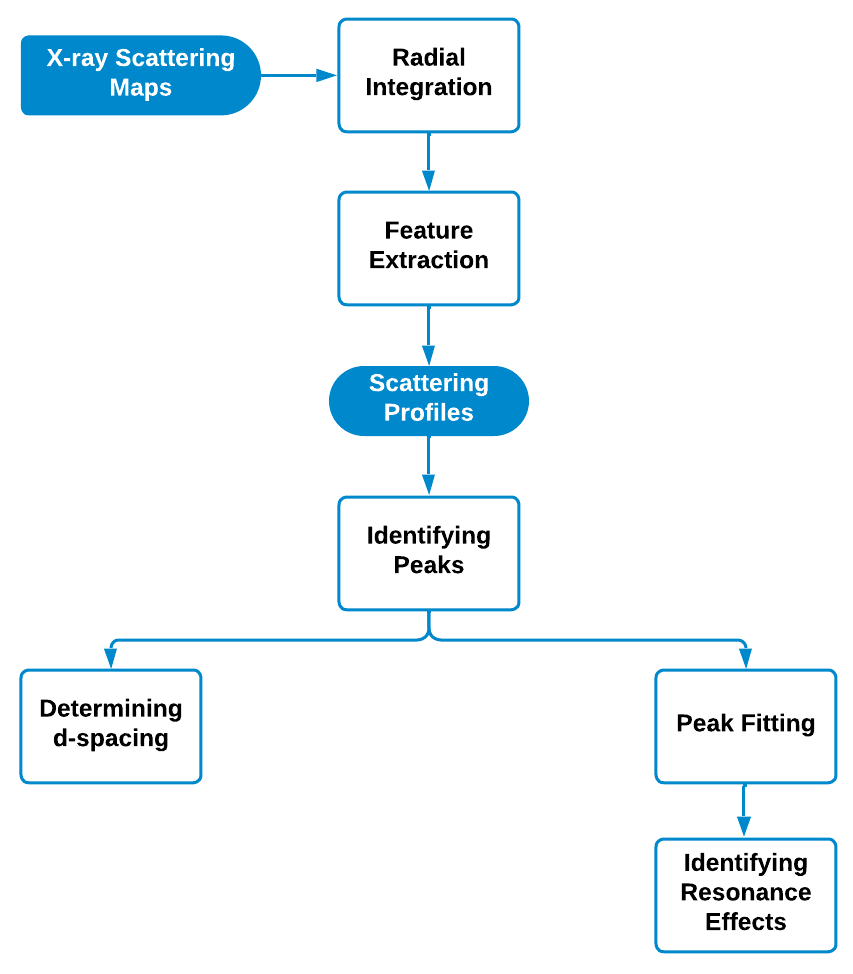 X-ray Scattering
Maps
Radial
Integration
Feature
Extraction
Scattering
Profiles
Identifying
Peaks
Determining
d-spacing
Peak Fitting
Identifying
Resonance
Effects